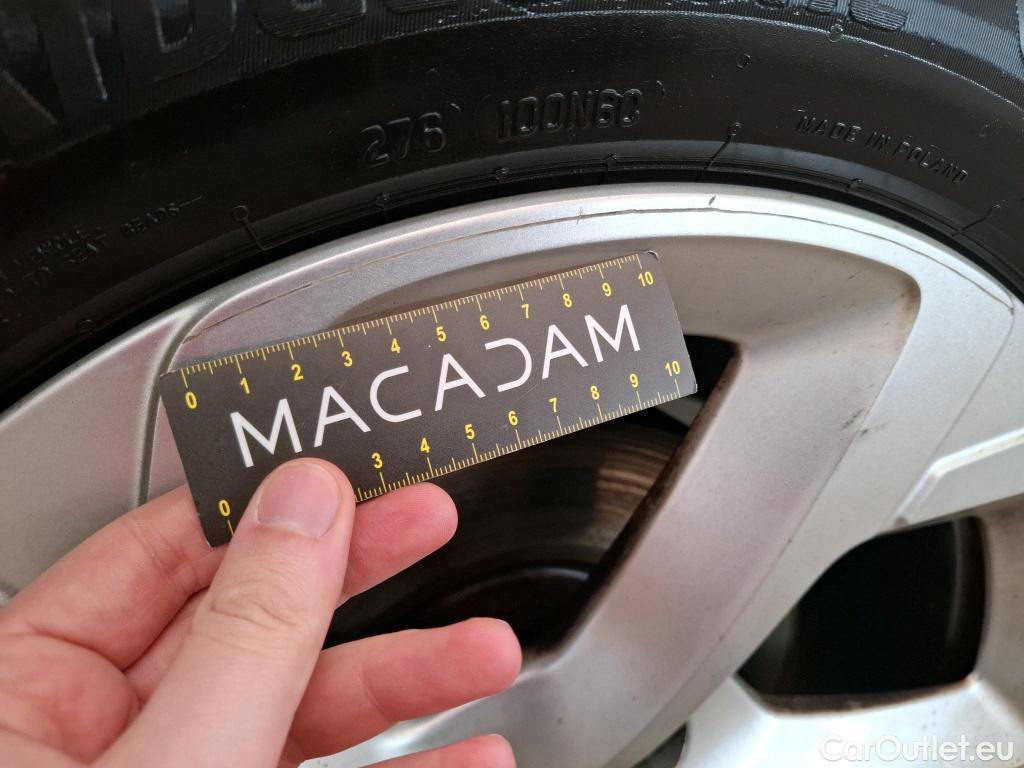 276 100N6C
MADE IN POLAND
0 1 2 3 4 5 6 7 8 9 10
MACADAM
0 3 4 5 6 7 8 9 10
CarOutlet.eu